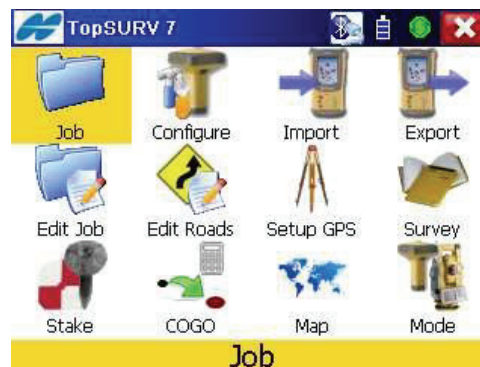 TopSURV 7
Job Configure Import Export
Edit Job Edit Roads Setup GPS Survey
Stake COGO Map Mode
Job